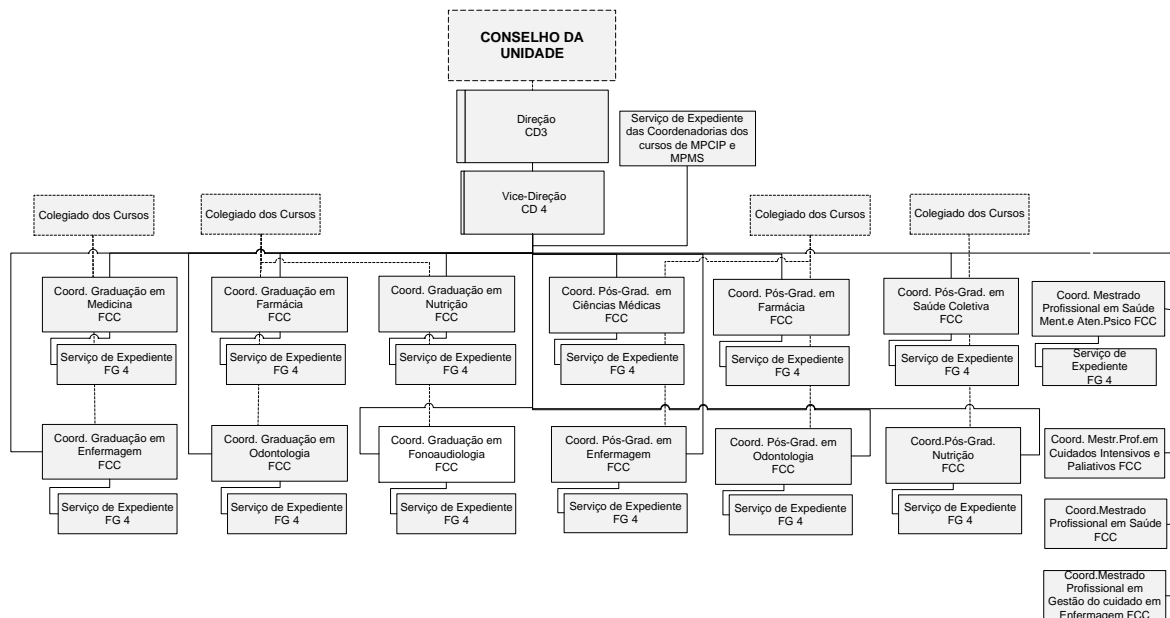 CONSELHO DA
UNIDADE
Direção
CD3
Serviço de Expediente
das Coordenadorias dos
cursos de MPCIP e
MPMS
Vice-Direção
CD 4
Colegiado dos Cursos
Colegiado dos Cursos
Colegiado dos Cursos
Colegiado dos Cursos
Coord. Graduação em
Medicina
FCC
Coord. Graduação em
Farmácia
FCC
Coord. Graduação em
Nutrição
FCC
Coord. Pós-Grad. em
Ciências Médicas
FCC
Coord. Pós-Grad. em
Farmácia
FCC
Coord. Pós-Grad. em
Saúde Coletiva
FCC
Coord. Mestrado
Profissional em Saúde
Ment.e Aten.Psico FCC
Serviço de Expediente
FG 4
Serviço de Expediente
FG 4
Serviço de Expediente
FG 4
Serviço de Expediente
FG 4
Serviço de Expediente
FG 4
Serviço de Expediente
FG 4
Serviço de
Expediente
FG 4
Coord. Graduação em
Enfermagem
FCC
Coord. Graduação em
Odontologia
FCC
Coord. Graduação em
Fonoaudiologia
FCC
Coord. Pós-Grad. em
Enfermagem
FCC
Coord. Pós-Grad. em
Odontologia
FCC
Coord.Pós-Grad.
Nutrição
FCC
Coord. Mestr.Prof.em
Cuidados Intensivos e
Paliativos FCC
Serviço de Expediente
FG 4
Serviço de Expediente
FG 4
Serviço de Expediente
FG 4
Serviço de Expediente
FG 4
Serviço de Expediente
FG 4
Serviço de Expediente
FG 4
Coord.Mestrado
Profissional em Saúde
FCC
Coord.Mestrado
Profissional em
Gestão do cuidado em
Enfermagem FCC